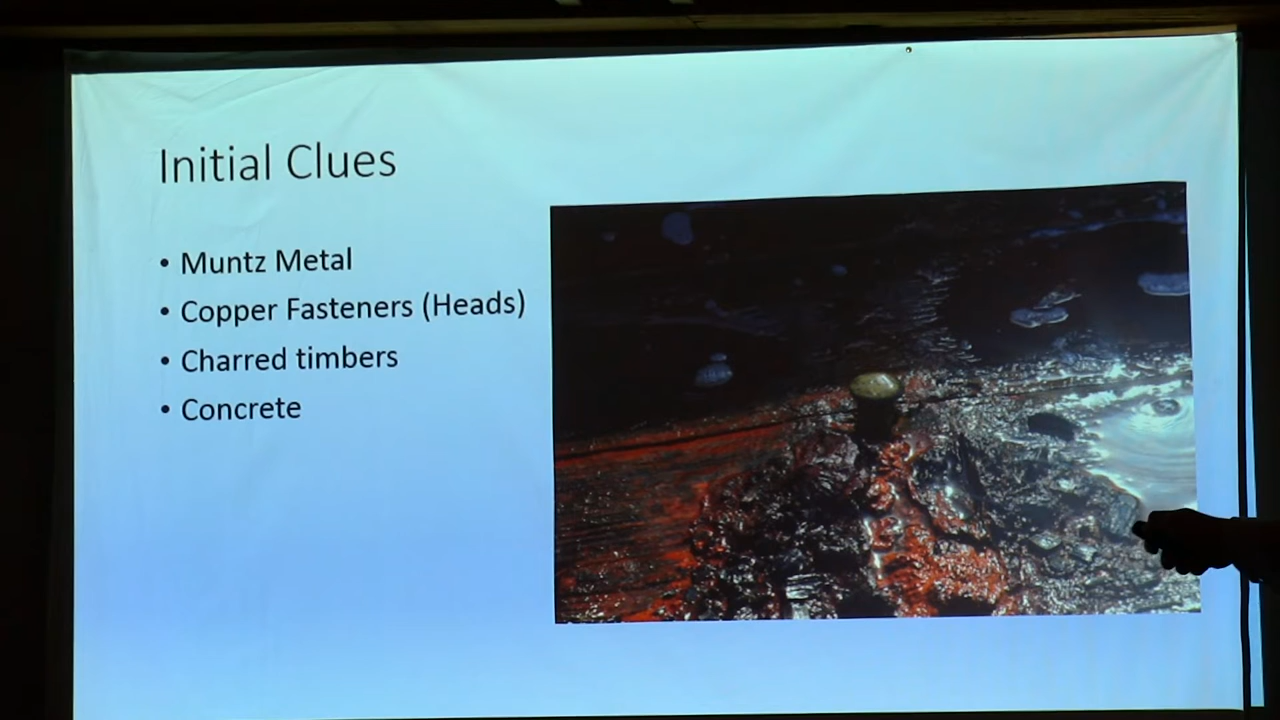 Initial Clues
• Muntz Metal
• Copper Fasteners (Heads)
• Charred timbers
• Concrete